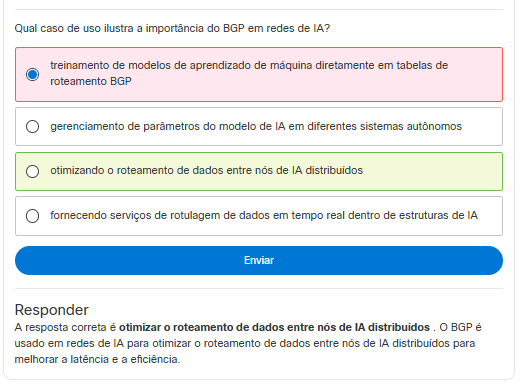 Qual caso de uso ilustra a importância do BGP em redes de IA?
treinamento de modelos de aprendizado de máquina diretamente em tabelas de
roteamento BGP
gerenciamento de parâmetros do modelo de IA em diferentes sistemas autônomos
otimizando o roteamento de dados entre nós de IA distribuídos
fornecendo serviços de rotulagem de dados em tempo real dentro de estruturas de IA
Enviar
Responder
A resposta correta é otimizar o roteamento de dados entre nós de IA distribuídos . O BGP é
usado em redes de IA para otimizar o roteamento de dados entre nós de IA distribuídos para
melhorar a latência e a eficiência.